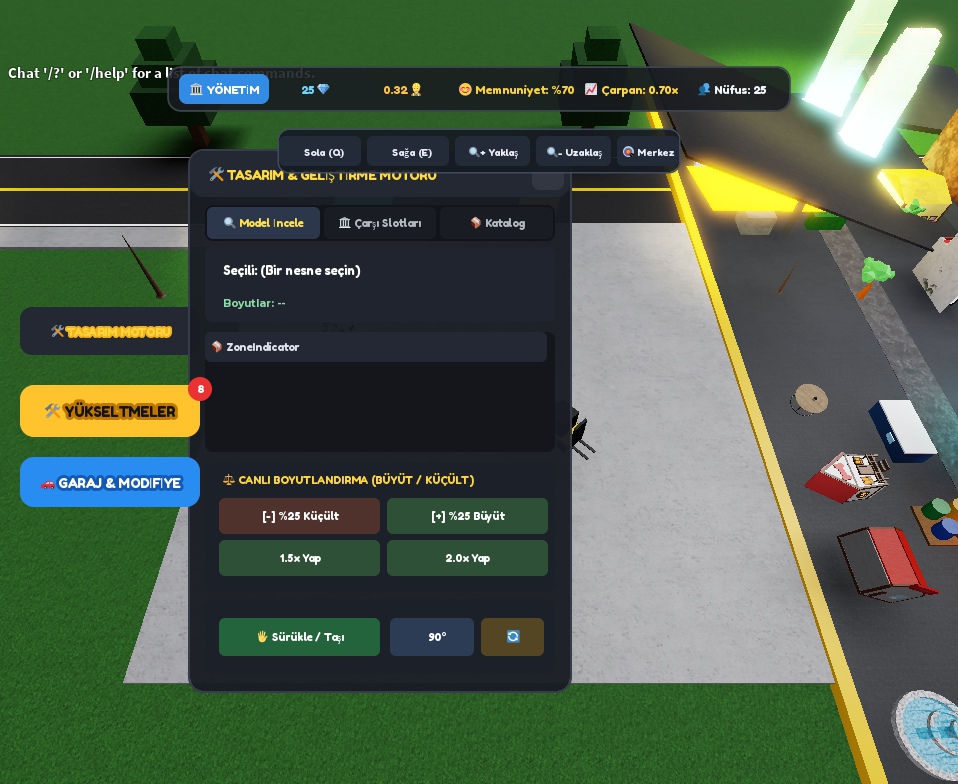 Chat '/?' or '/help' for a list of chat commands.
YÖNETİM
25
0.32
Memnuniyet: %70
Çarpan: 0.70x
Nüfus: 25
Sola (Q)
Sağa (E)
+ Yaklaş
- Uzaklaş
Merkez
TASARIM & GELİŞTİRME MOTORU
Model İncele
Çarşı Slotları
Katalog
Seçili: (Bir nesne seçin)
Boyutlar: --
ZoneIndicator
TASARIM MOTORU
8
YÜKSELTMELER
GARAJ & MODİFİYE
CANLI BOYUTLANDIRMA (BÜYÜT / KÜÇÜLT)
[-] %25 Küçült
[+] %25 Büyüt
1.5x Yap
2.0x Yap
Sürükle / Taşı
90°